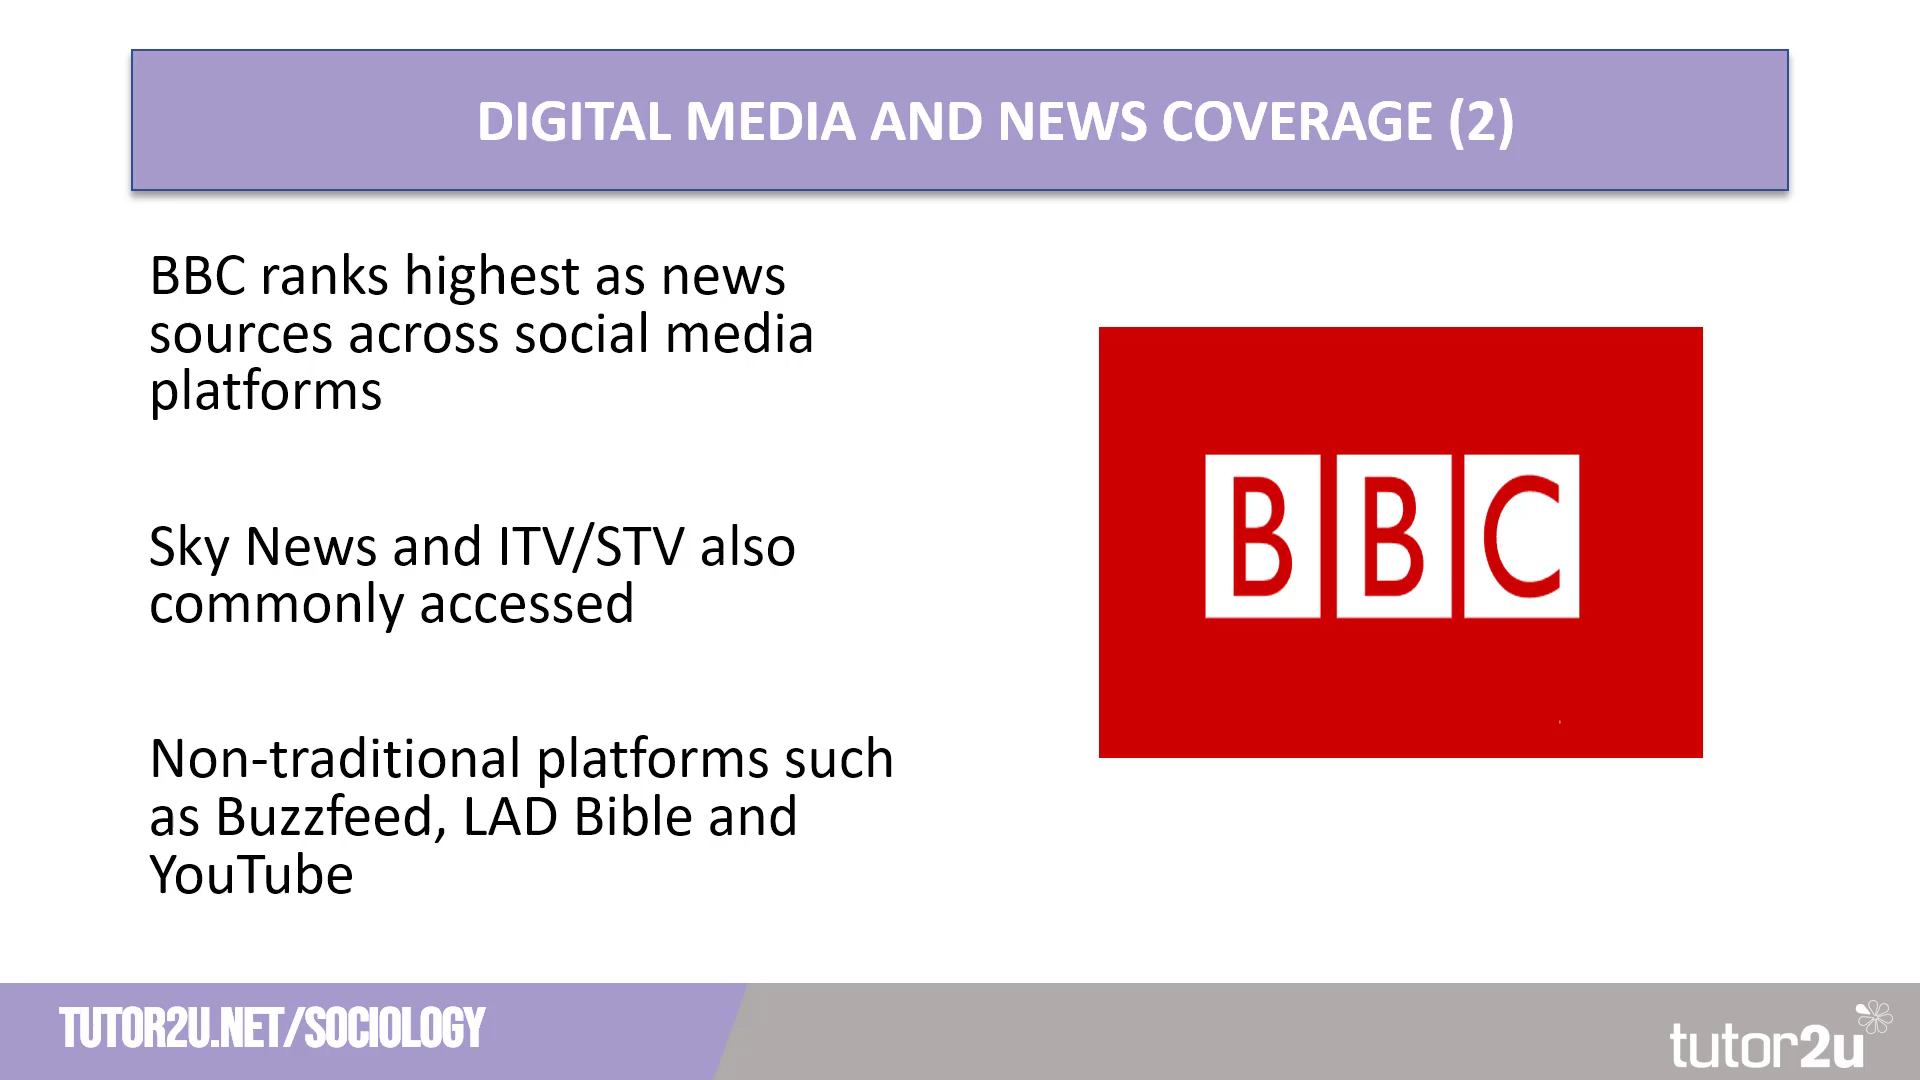 DIGITAL MEDIA AND NEWS COVERAGE (2)
BBC ranks highest as news
sources across social media
platforms
Sky News and ITV/STV also
commonly accessed
Non-traditional platforms such
as Buzzfeed, LAD Bible and
YouTube
BBC
TUTOR2U.NET/SOCIOLOGY
tutor2u